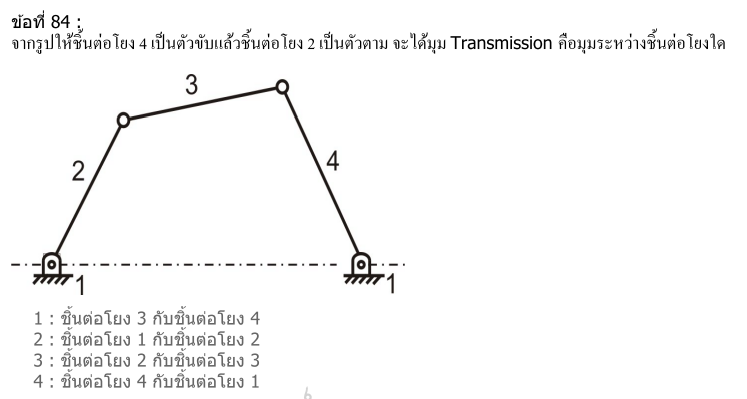 ข้อที่ 84 :
จากรูปให้ชิ้นต่อโยง 4 เป็นตัวขับแล้วชิ้นต่อโยง 2 เป็นตัวตาม จะได้มุม Transmission คือมุมระหว่างชิ้นต่อโยงใด
3
2
4
1
1
1 : ชิ้นต่อโยง 3 กับชิ้นต่อโยง 4
2 : ชิ้นต่อโยง 1 กับชิ้นต่อโยง 2
3 : ชิ้นต่อโยง 2 กับชิ้นต่อโยง 3
4 : ชิ้นต่อโยง 4 กับชิ้นต่อโยง 1